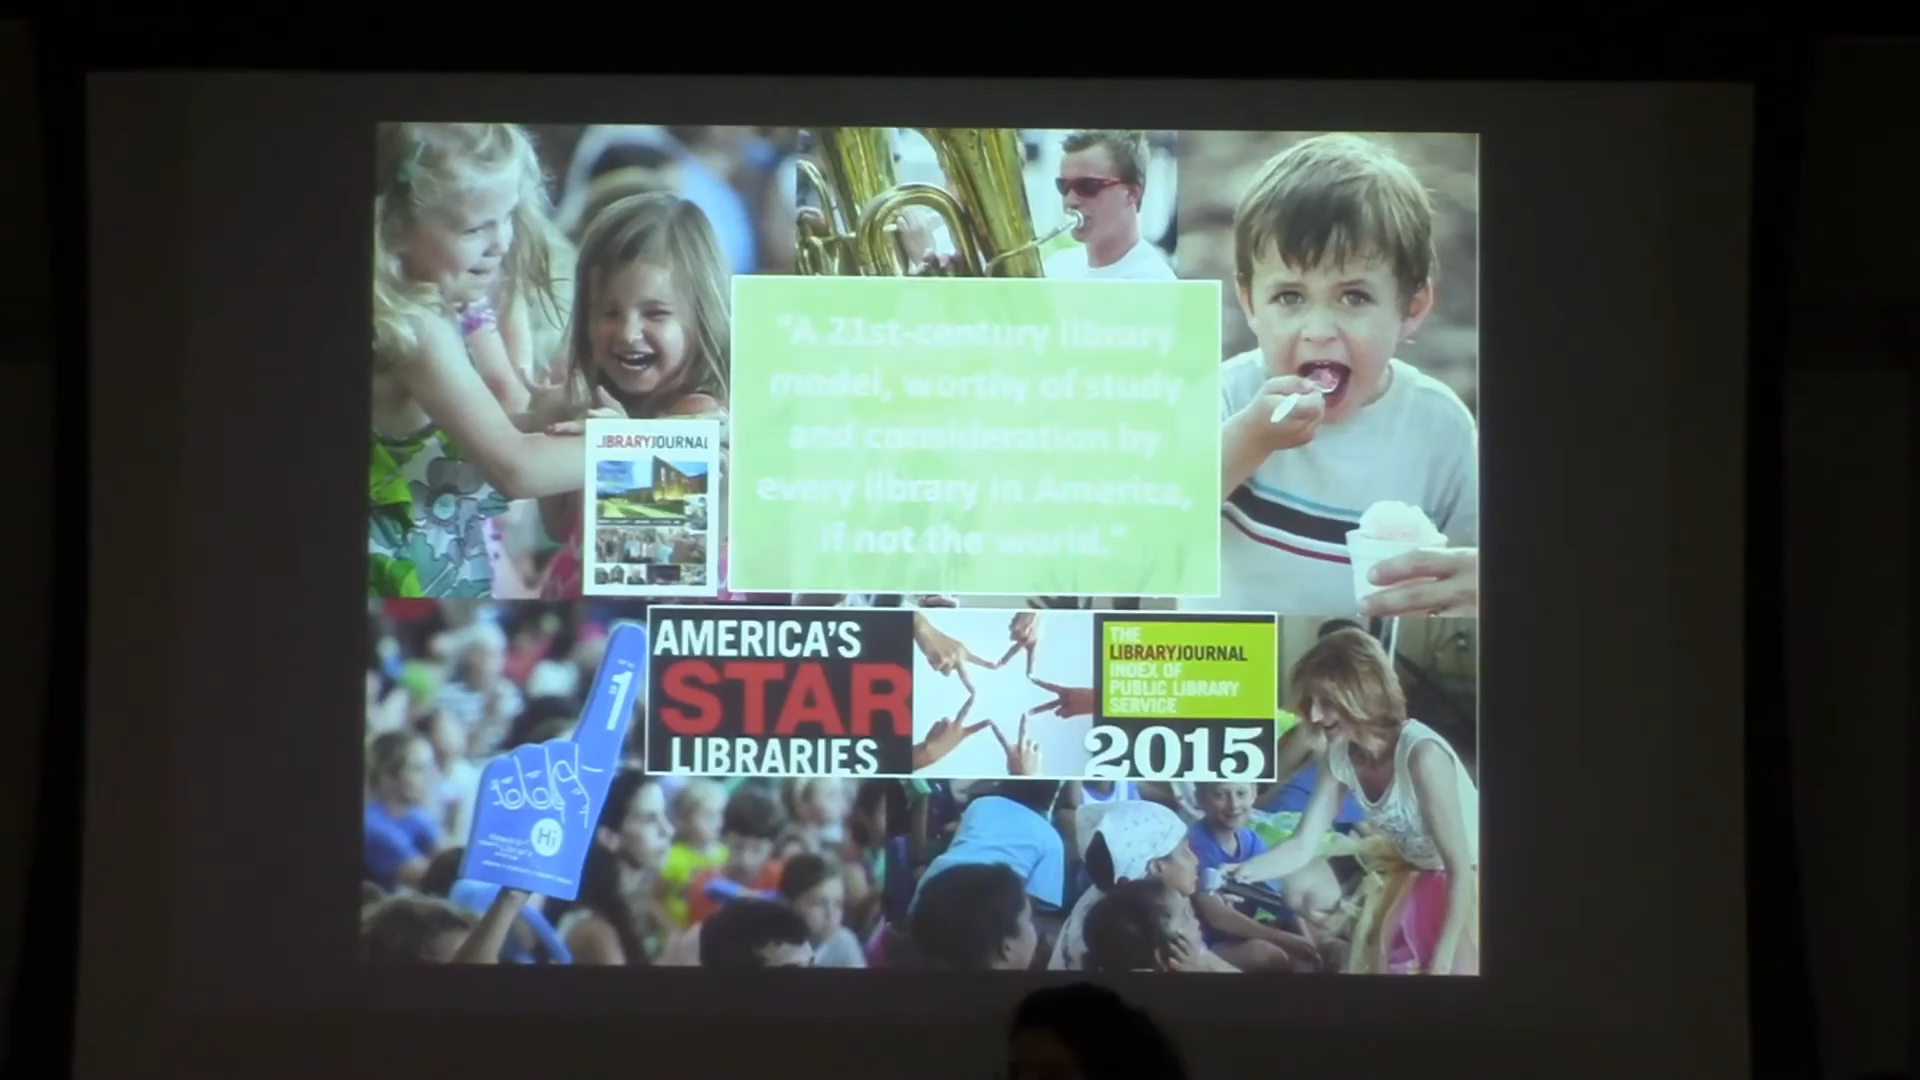 "A 21st-century library
model, worthy of study
and consideration by
every library in America,
if not the world."
LIBRARYJOURNAL
AMERICA'S
STAR
LIBRARIES
THE
LIBRARYJOURNAL
INDEX OF
PUBLIC LIBRARY
SERVICE
2015
Hi